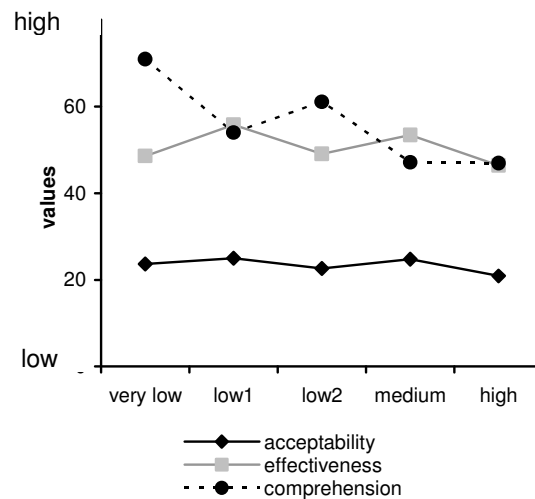 high
60
values
40
20
low
-
very low low1 low2 medium high
acceptability
effectiveness
comprehension